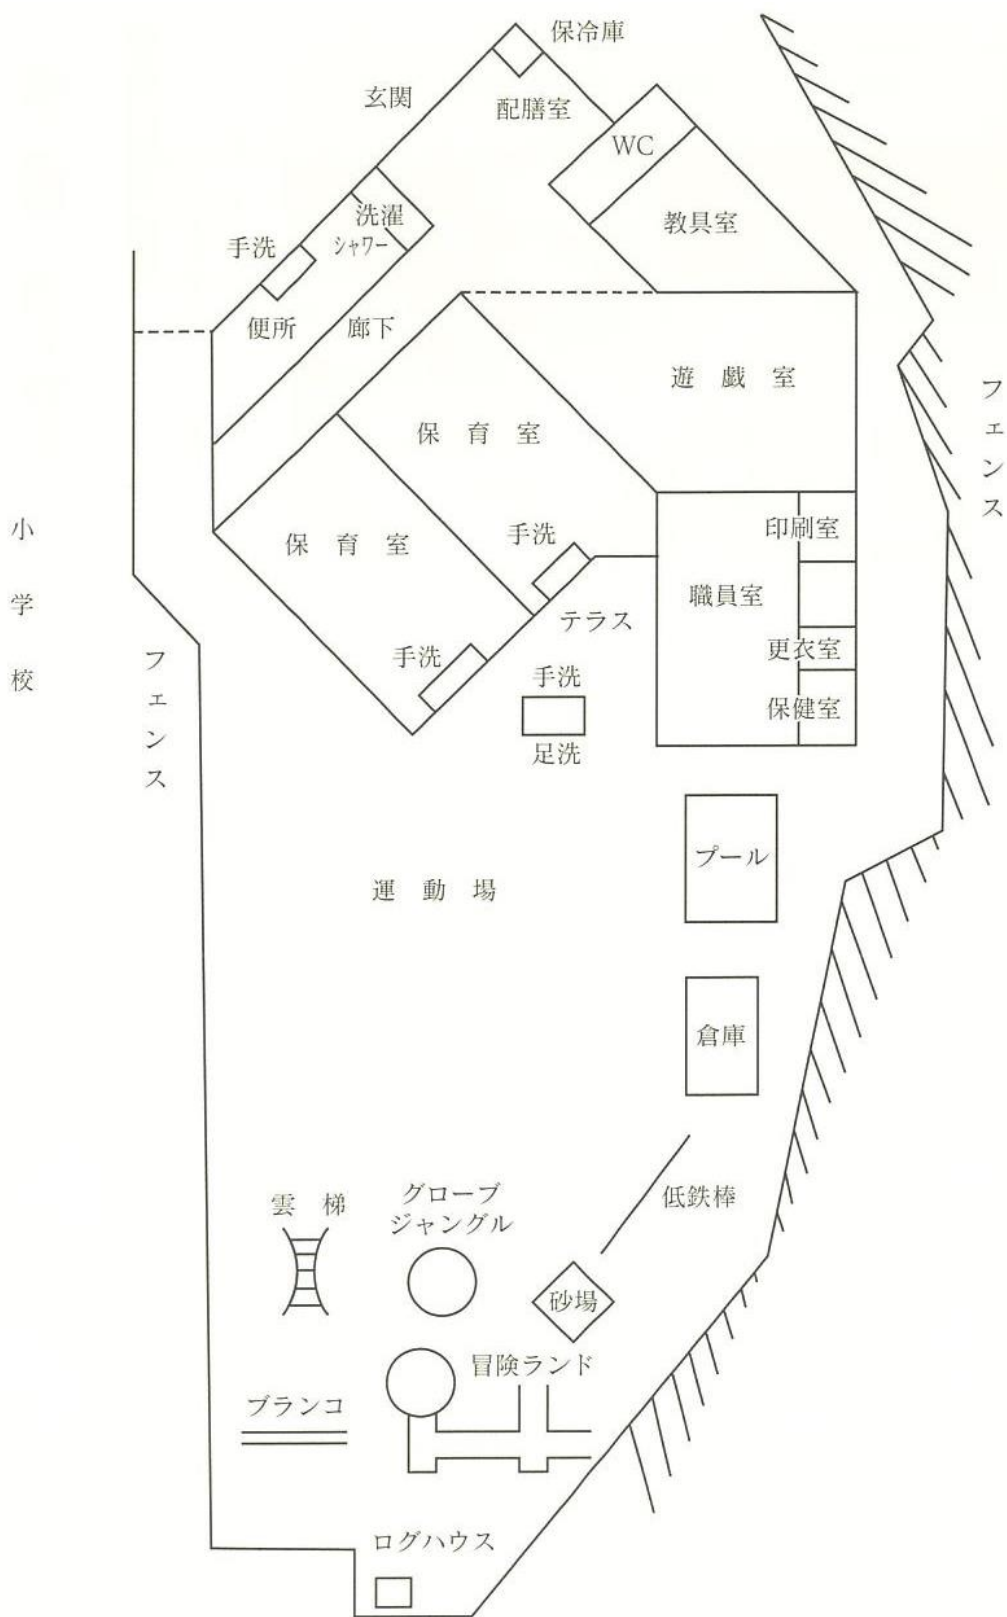 保冷庫
玄関
配膳室
WC
洗濯
シャワー
手洗
教具室
便所
廊下
遊戯室
保育室
フェンス
小学校
保育室
手洗
印刷室
職員室
テラス
更衣室
手洗
手洗
保健室
足洗
フェンス
プール
運動場
倉庫
雲梯
グローブ
ジャングル
低鉄棒
砂場
冒険ランド
ブランコ
ログハウス